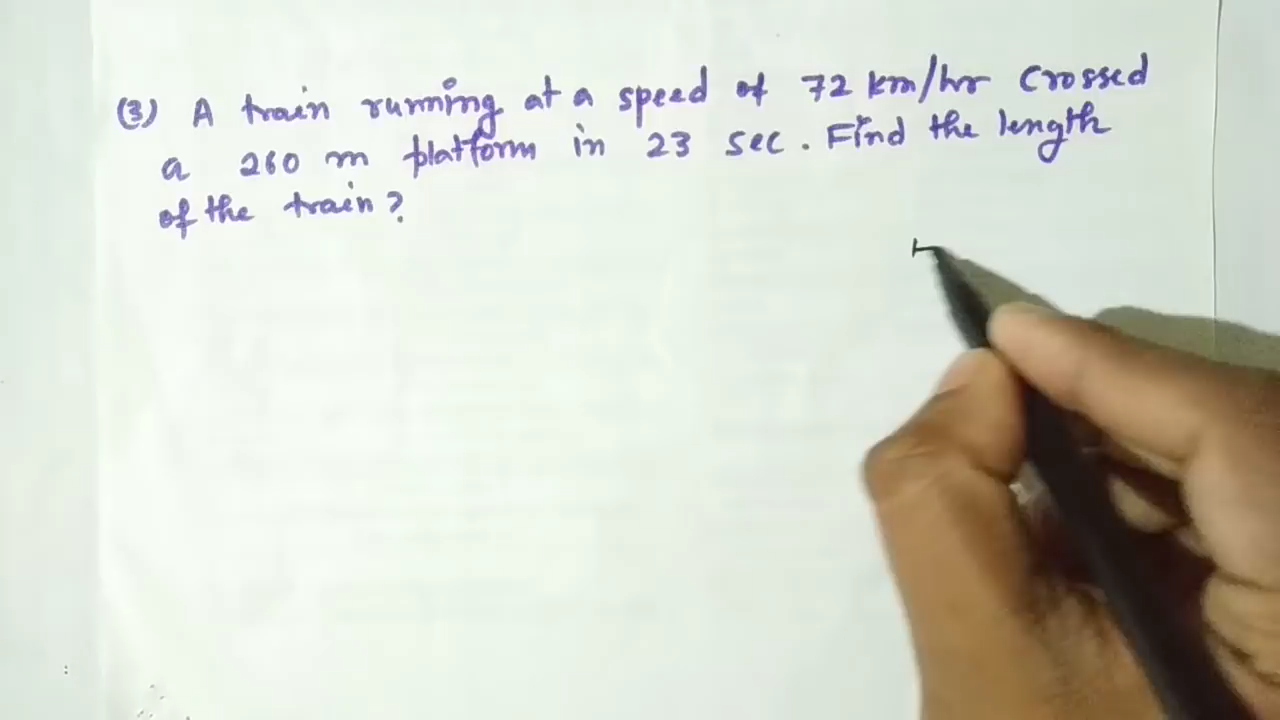 (3) A train running at a speed of 72 km/hr crossed
a 260 m platform in 23 sec. Find the length
of the train?